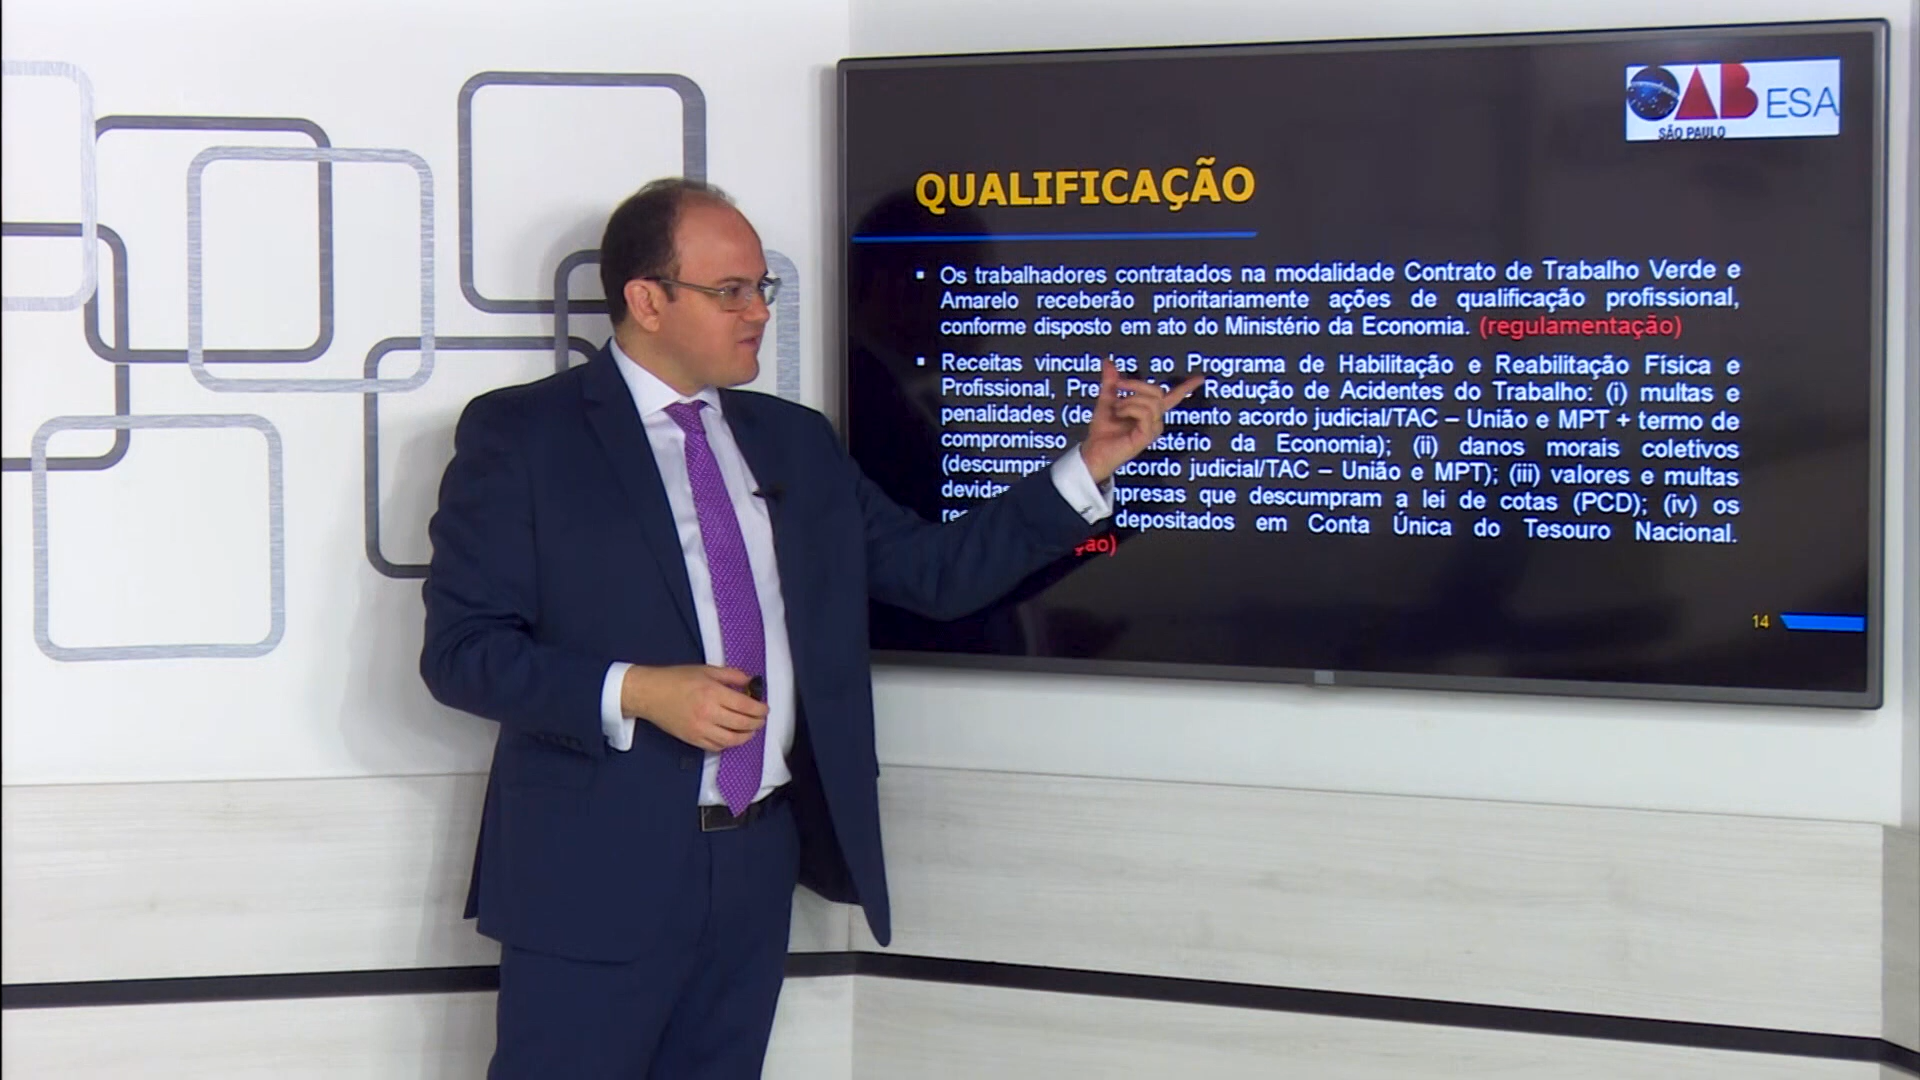 OAB ESA
SÃO PAULO
QUALIFICAÇÃO
▪ Os trabalhadores contratados na modalidade Contrato de Trabalho Verde e
Amarelo receberão prioritariamente ações de qualificação profissional,
conforme disposto em ato do Ministério da Economia. (regulamentação)
▪ Receitas ao Programa de Habilitação e Reabilitação Física e
Profissional, Redução de Acidentes do Trabalho: (i) multas e
penalidades acordo judicial/TAC – União e MPT + termo de
compromisso da Economia); (ii) danos morais coletivos
acordo judicial/TAC – União e MPT); (iii) valores e multas
que descumpram a lei de cotas (PCD); (iv) os
depositados em Conta Única do Tesouro Nacional.
14